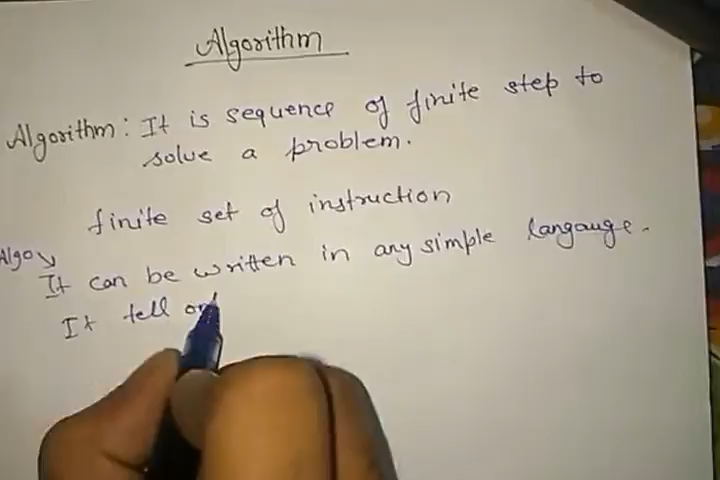 Algorithm
Algorithm: It is sequence of finite step to
solve a problem.
finite set of instruction
Algo
It can be written in any simple langauge.
It tell